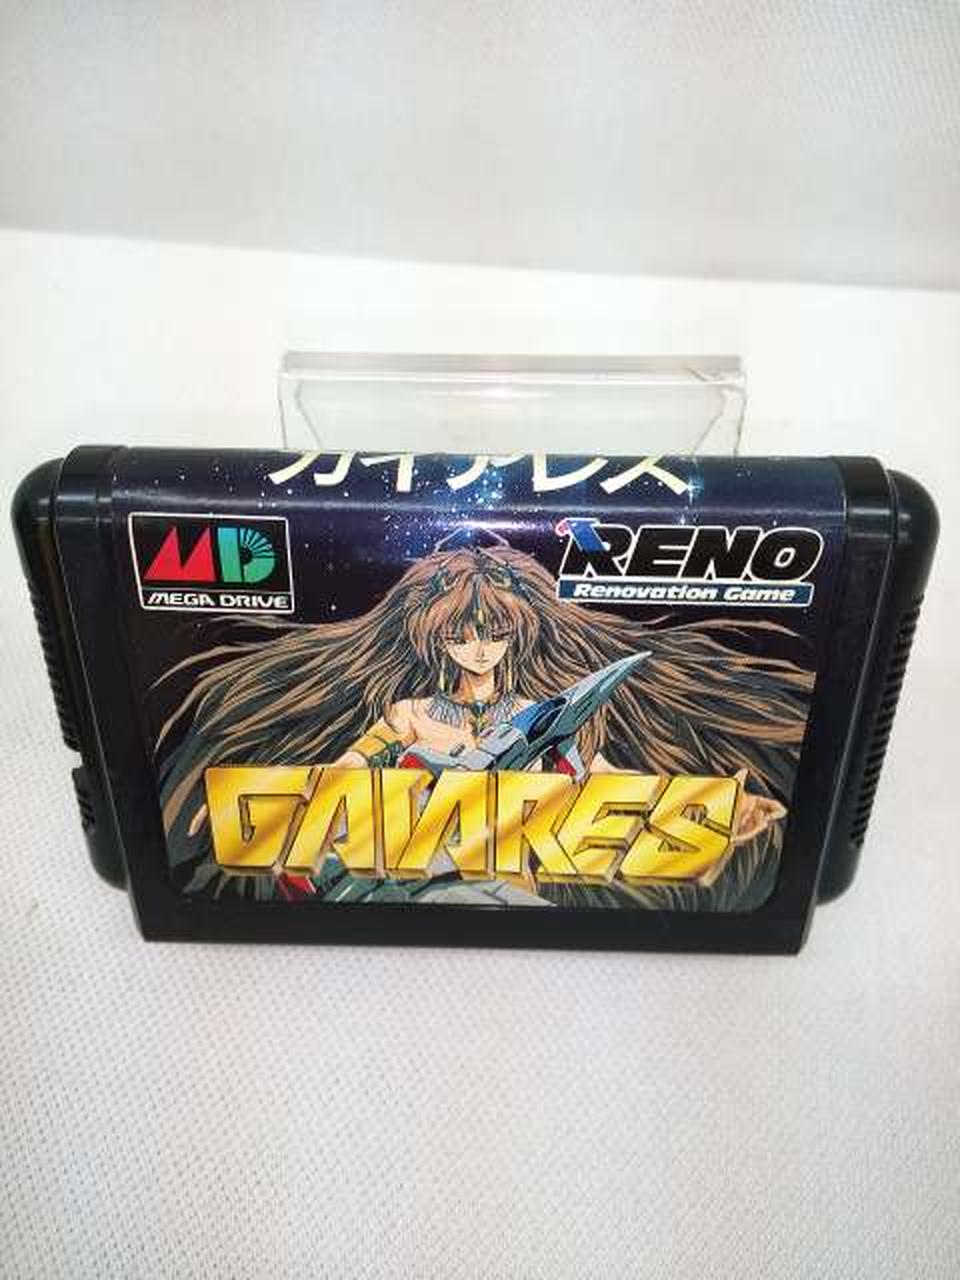 ガイアレス
MD
MEGA DRIVE
RENO
Renovation Game
GAIARES